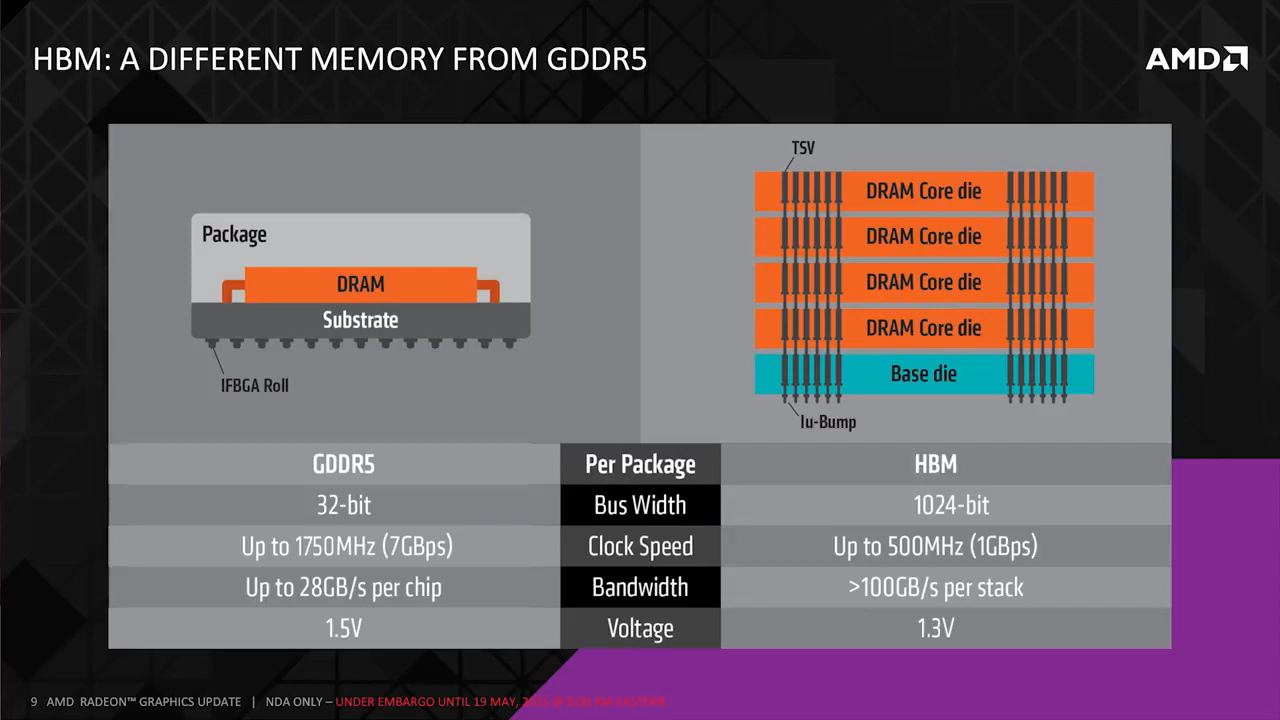 HBM: A DIFFERENT MEMORY FROM GDDR5
AMD
Package
DRAM
Substrate
IFBGA Roll
TSV
DRAM Core die
DRAM Core die
DRAM Core die
DRAM Core die
Base die
Iu-Bump
GDDR5 Per Package HBM
32-bit Bus Width 1024-bit
Up to 1750MHz (7GBps) Clock Speed Up to 500MHz (1GBps)
Up to 28GB/s per chip Bandwidth >100GB/s per stack
1.5V Voltage 1.3V
9 AMD RADEON™ GRAPHICS UPDATE | NDA ONLY – UNDER EMBARGO UNTIL 19 MAY,